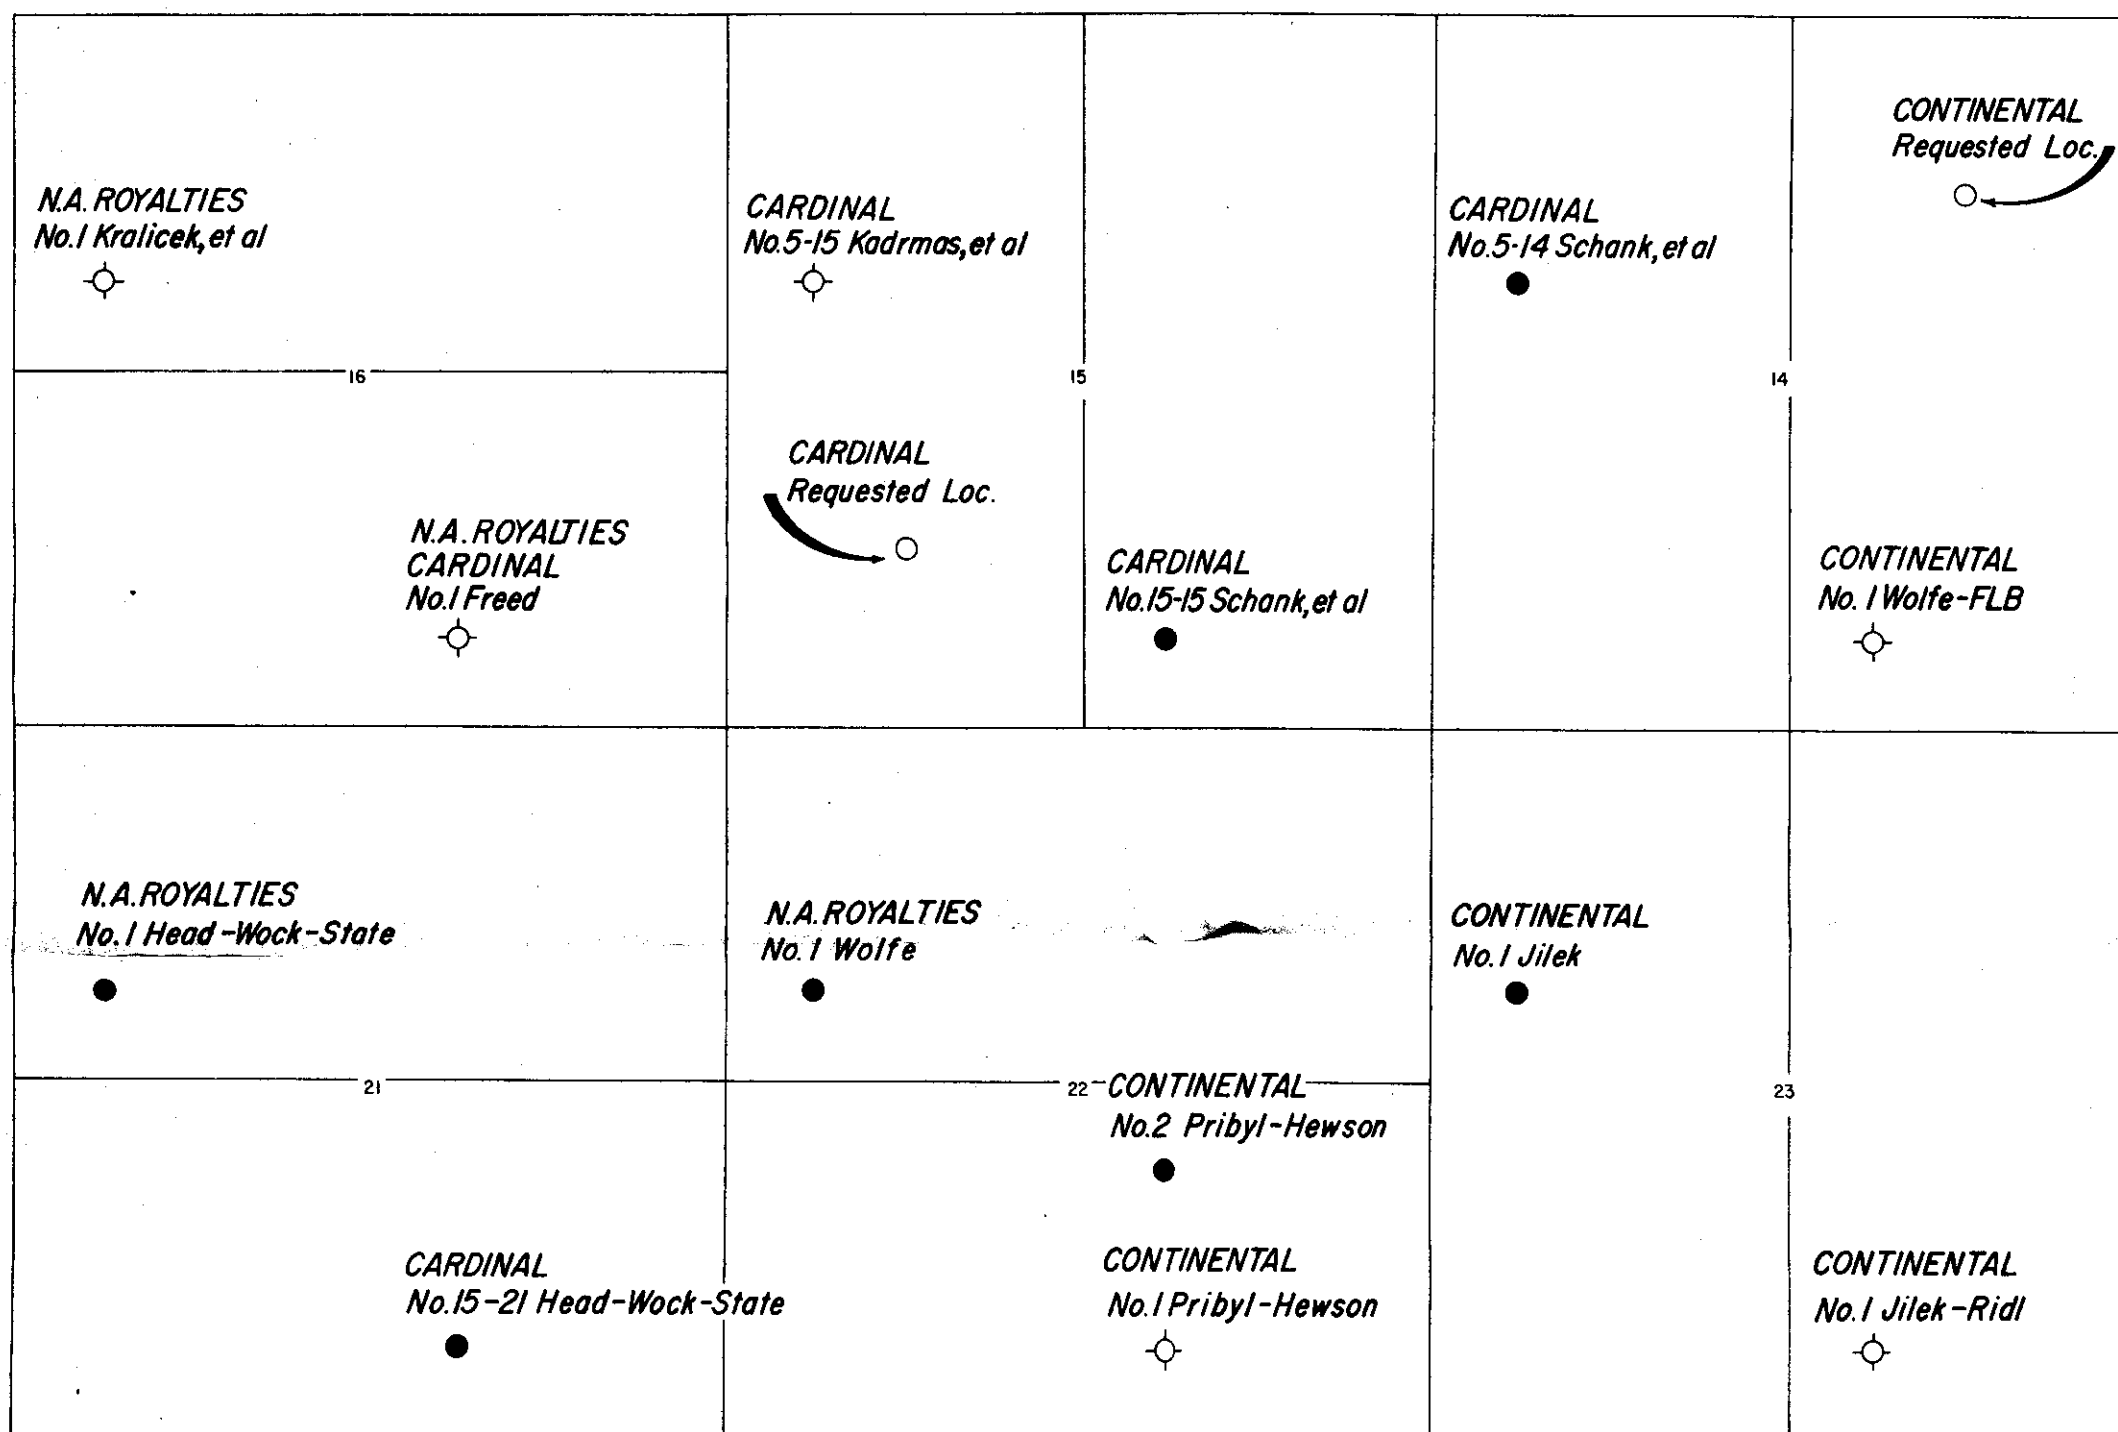 CONTINENTAL
Requested Loc.
N.A. ROYALTIES
No.1 Kralicek, et al
CARDINAL
No.5-15 Kadrmas, et al
CARDINAL
No.5-14 Schank, et al
16
15
14
CARDINAL
Requested Loc.
N.A. ROYALTIES
CARDINAL
No.1 Freed
CARDINAL
No.15-15 Schank, et al
CONTINENTAL
No. 1 Wolfe-FLB
N.A. ROYALTIES
No. 1 Head-Wock-State
N.A. ROYALTIES
No. 1 Wolfe
CONTINENTAL
No. 1 Jilek
21
22
CONTINENTAL
No.2 Pribyl-Hewson
23
CARDINAL
No.15-21 Head-Wock-State
CONTINENTAL
No.1 Pribyl-Hewson
CONTINENTAL
No. 1 Jilek-Ridl